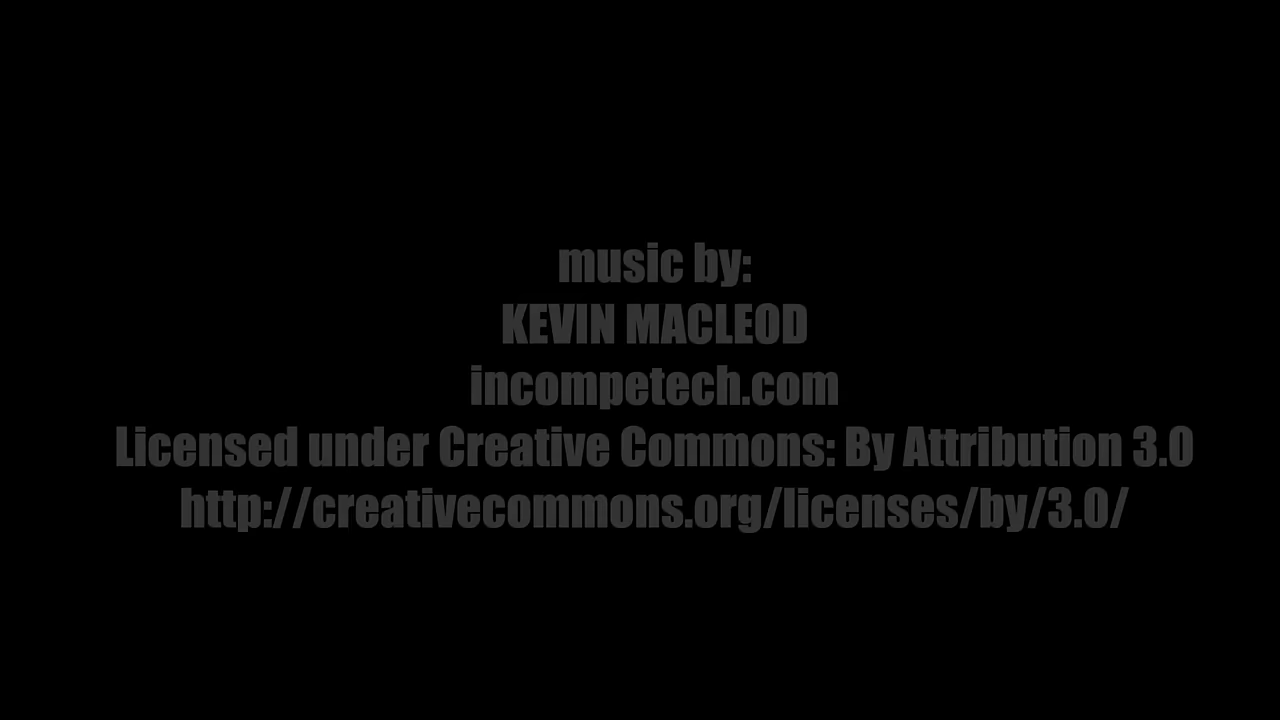 music by:
KEVIN MACLEOD
incompetech.com
Licensed under Creative Commons: By Attribution 3.0
http://creativecommons.org/licenses/by/3.0/